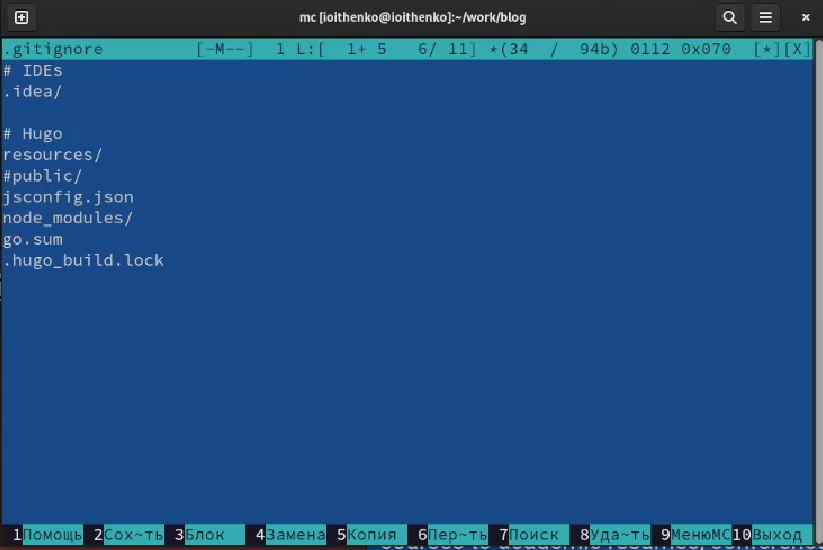 mc [ioithenko@ioithenko]:~/work/blog
.gitignore [-M--] 1 L:[ 1+ 5 6/ 11] *(34 / 94b) 0112 0x070 [*][X]
# IDEs
.idea/
# Hugo
resources/
#public/
jsconfig.json
node_modules/
go.sum
.hugo_build.lock
1Помощь 2Сох~ть 3Блок 4Замена 5Копия 6Пер~ть 7Поиск 8Уда~ть 9МенюMC 10Выход